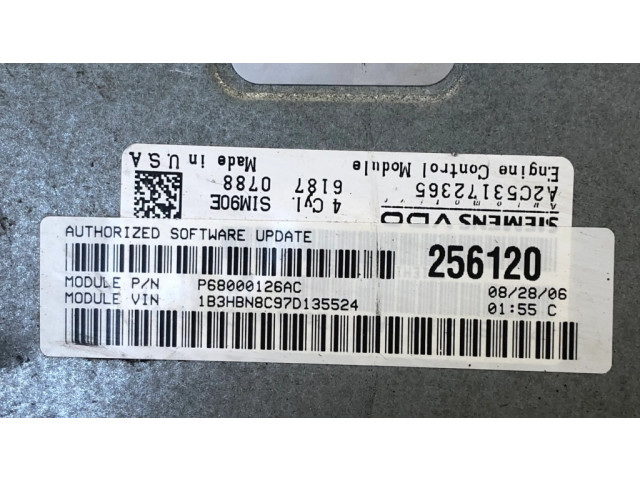 SIEMENS VDO
Automotive
A2C53172365
Engine Control Module
4 Cyl. SIM90E
6187 0788
Made in U.S.A
AUTHORIZED SOFTWARE UPDATE
256120
MODULE P/N P68000126AC 08/28/06
MODULE VIN 1B3HBN8C97D135524 01:55 C